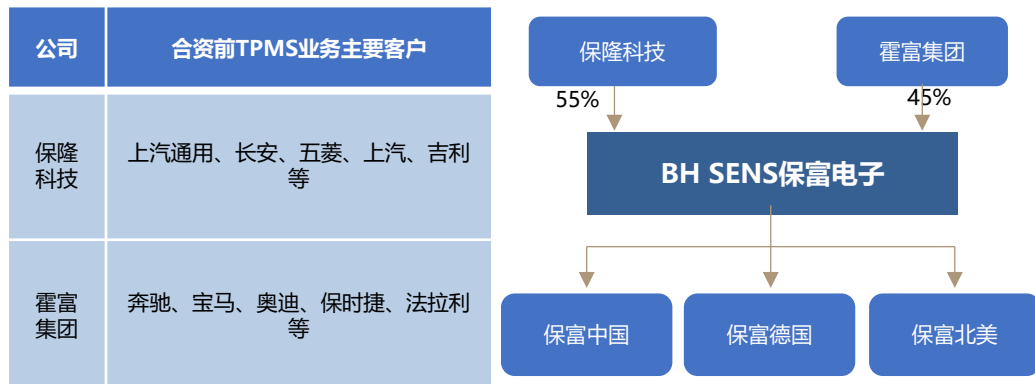 公司 合资前TPMS业务主要客户
保隆
科技
上汽通用、长安、五菱、上汽、吉利
等
霍富
集团
奔驰、宝马、奥迪、保时捷、法拉利
等
保隆科技 霍富集团
55% 45%
BH SENS保富电子
保富中国 保富德国 保富北美